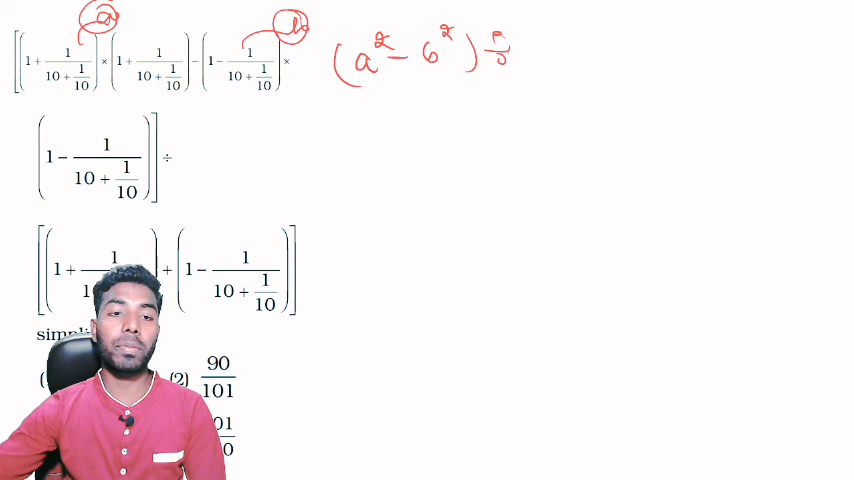 [(1 + 1/(10 + 1/10)) × (1 + 1/(10 + 1/10)) − (1 − 1/(10 + 1/10)) × (a² − b²) ÷
(1 − 1/(10 + 1/10))] ÷
[(1 + 1/(10 +
+ (1 − 1/(10 + 1/10))]
(2) 90/101